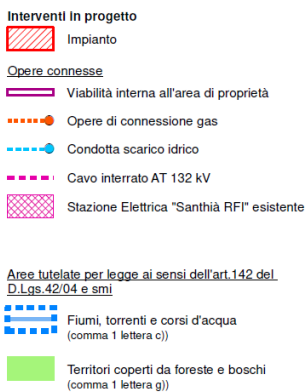 Interventi in progetto
Impianto
Opere connesse
Viabilità interna all'area di proprietà
Opere di connessione gas
Condotta scarico idrico
Cavo interrato AT 132 kV
Stazione Elettrica "Santhià RFI" esistente
Aree tutelate per legge ai sensi dell'art.142 del
D.Lgs.42/04 e smi
Fiumi, torrenti e corsi d'acqua
(comma 1 lettera c))
Territori coperti da foreste e boschi
(comma 1 lettera g))